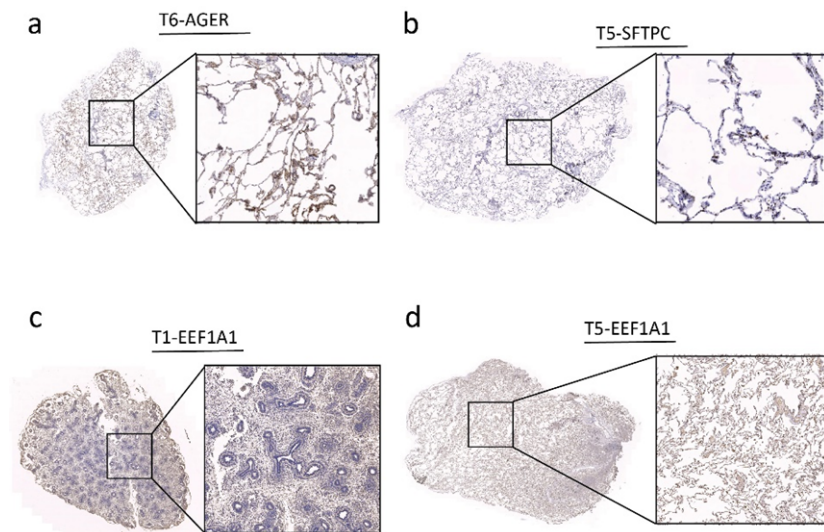 a
T6-AGER
b
T5-SFTPC
c
T1-EEF1A1
d
T5-EEF1A1